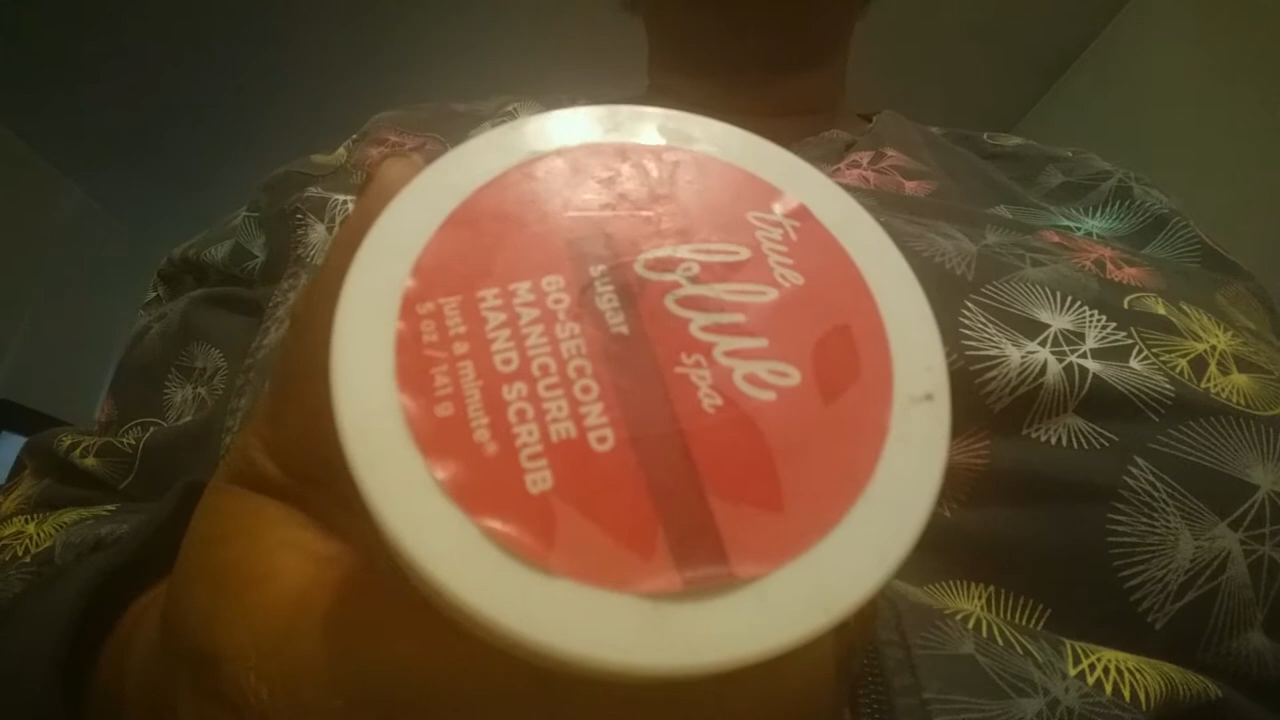 true
blue
spa
sugar
60-SECOND
MANICURE
HAND SCRUB
just a minute®
5 oz / 141 g